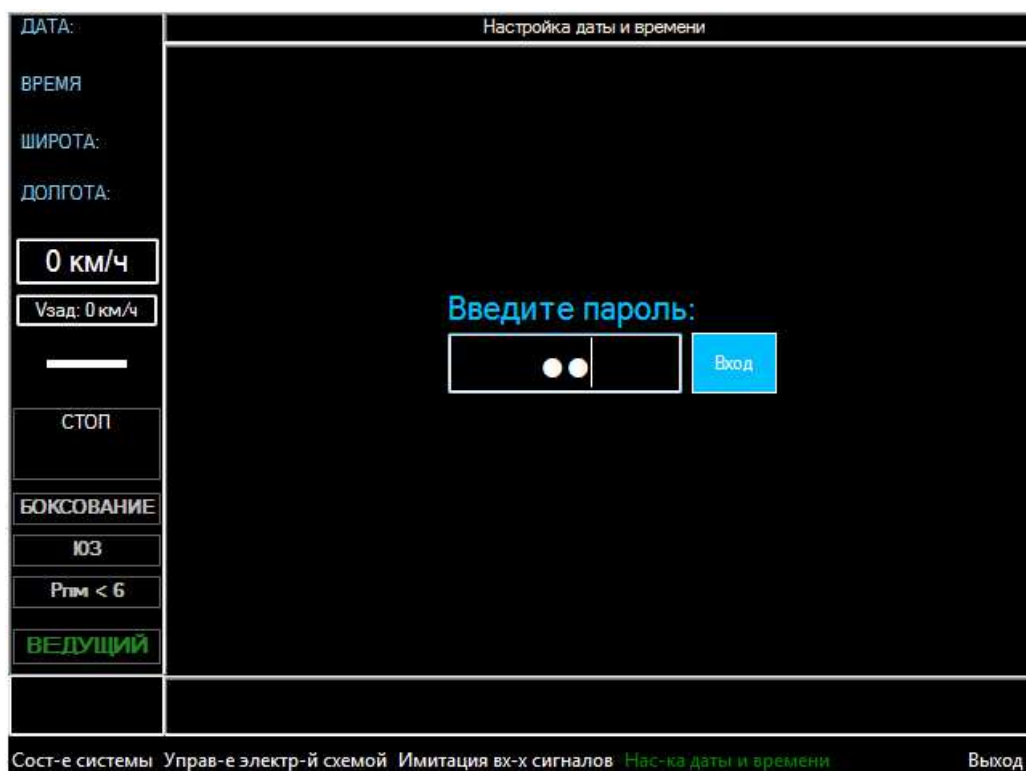 ДАТА:
Настройка даты и времени
ВРЕМЯ
ШИРОТА:
ДОЛГОТА:
0 км/ч
Vзад: 0 км/ч
Введите пароль:
Вход
СТОП
БОКСОВАНИЕ
ЮЗ
Рпм < 6
ВЕДУЩИЙ
Сост-е системы Управ-е электр-й схемой Имитация вх-х сигналов Нас-ка даты и времени Выход